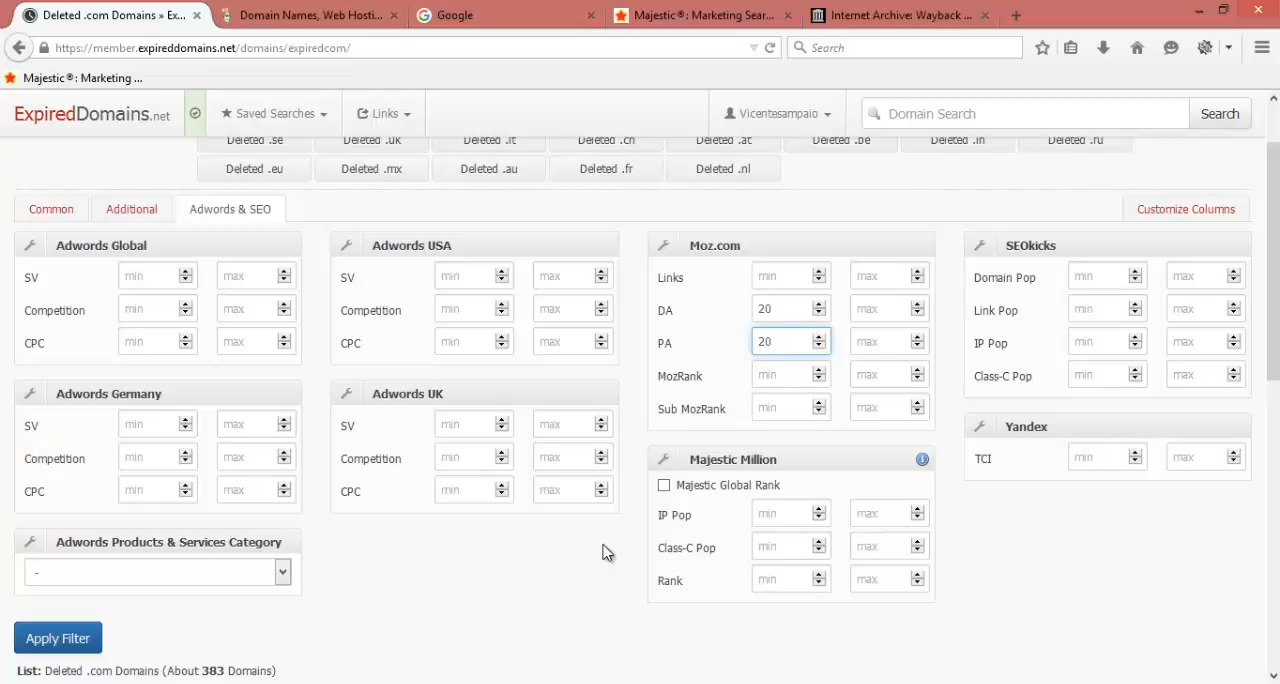 Deleted .com Domains » Ex...
Domain Names, Web Hosti...
Google
Majestic®: Marketing Sear...
Internet Archive: Wayback ...
https://member.expireddomains.net/domains/expiredcom/
Search
Majestic®: Marketing ...
ExpiredDomains.net
Saved Searches
Links
Vicentesampaio
Domain Search
Search
Deleted .se
Deleted .uk
Deleted .it
Deleted .ch
Deleted .at
Deleted .be
Deleted .in
Deleted .ru
Deleted .eu
Deleted .mx
Deleted .au
Deleted .fr
Deleted .nl
Common
Additional
Adwords & SEO
Customize Columns
Adwords Global
SV min max
Competition min max
CPC min max
Adwords USA
SV min max
Competition min max
CPC min max
Moz.com
Links min max
DA 20 max
PA 20 max
MozRank min max
Sub MozRank min max
SEOkicks
Domain Pop min max
Link Pop min max
IP Pop min max
Class-C Pop min max
Adwords Germany
SV min max
Competition min max
CPC min max
Adwords UK
SV min max
Competition min max
CPC min max
Majestic Million
Majestic Global Rank
IP Pop min max
Class-C Pop min max
Rank min max
Yandex
TCI min max
Adwords Products & Services Category
-
Apply Filter
List: Deleted .com Domains (About 383 Domains)